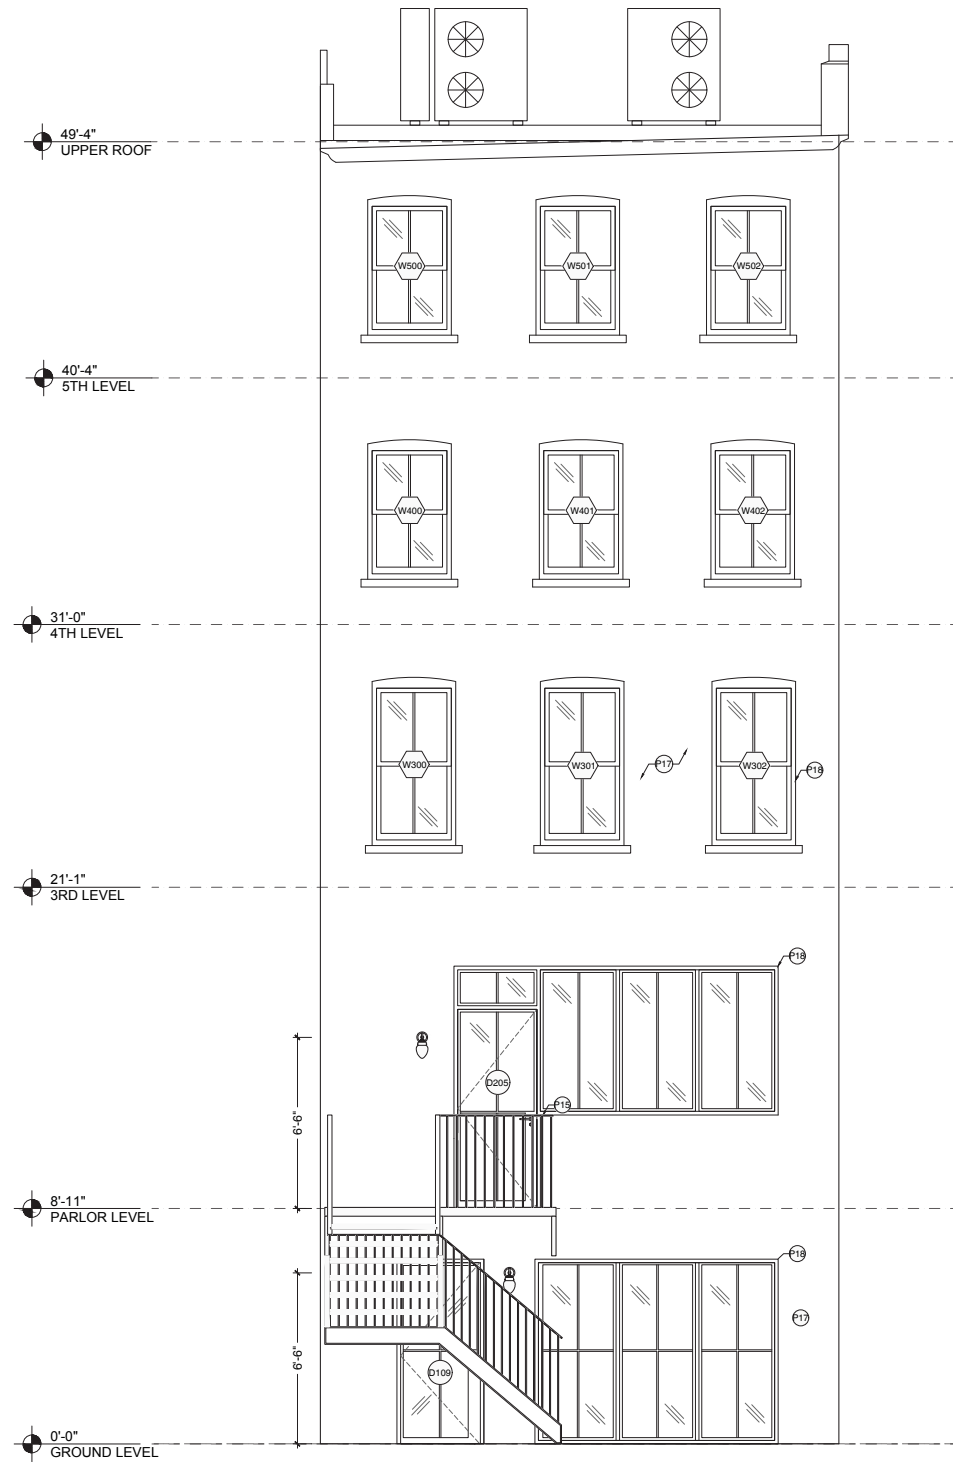 49'-4"
UPPER ROOF
W500
W501
W502
40'-4"
5TH LEVEL
W400
W401
W402
31'-0"
4TH LEVEL
W300
W301
P17
W302
P18
21'-1"
3RD LEVEL
P18
D205
P15
6'-6"
8'-11"
PARLOR LEVEL
P18
P17
6'-6"
D109
0'-0"
GROUND LEVEL